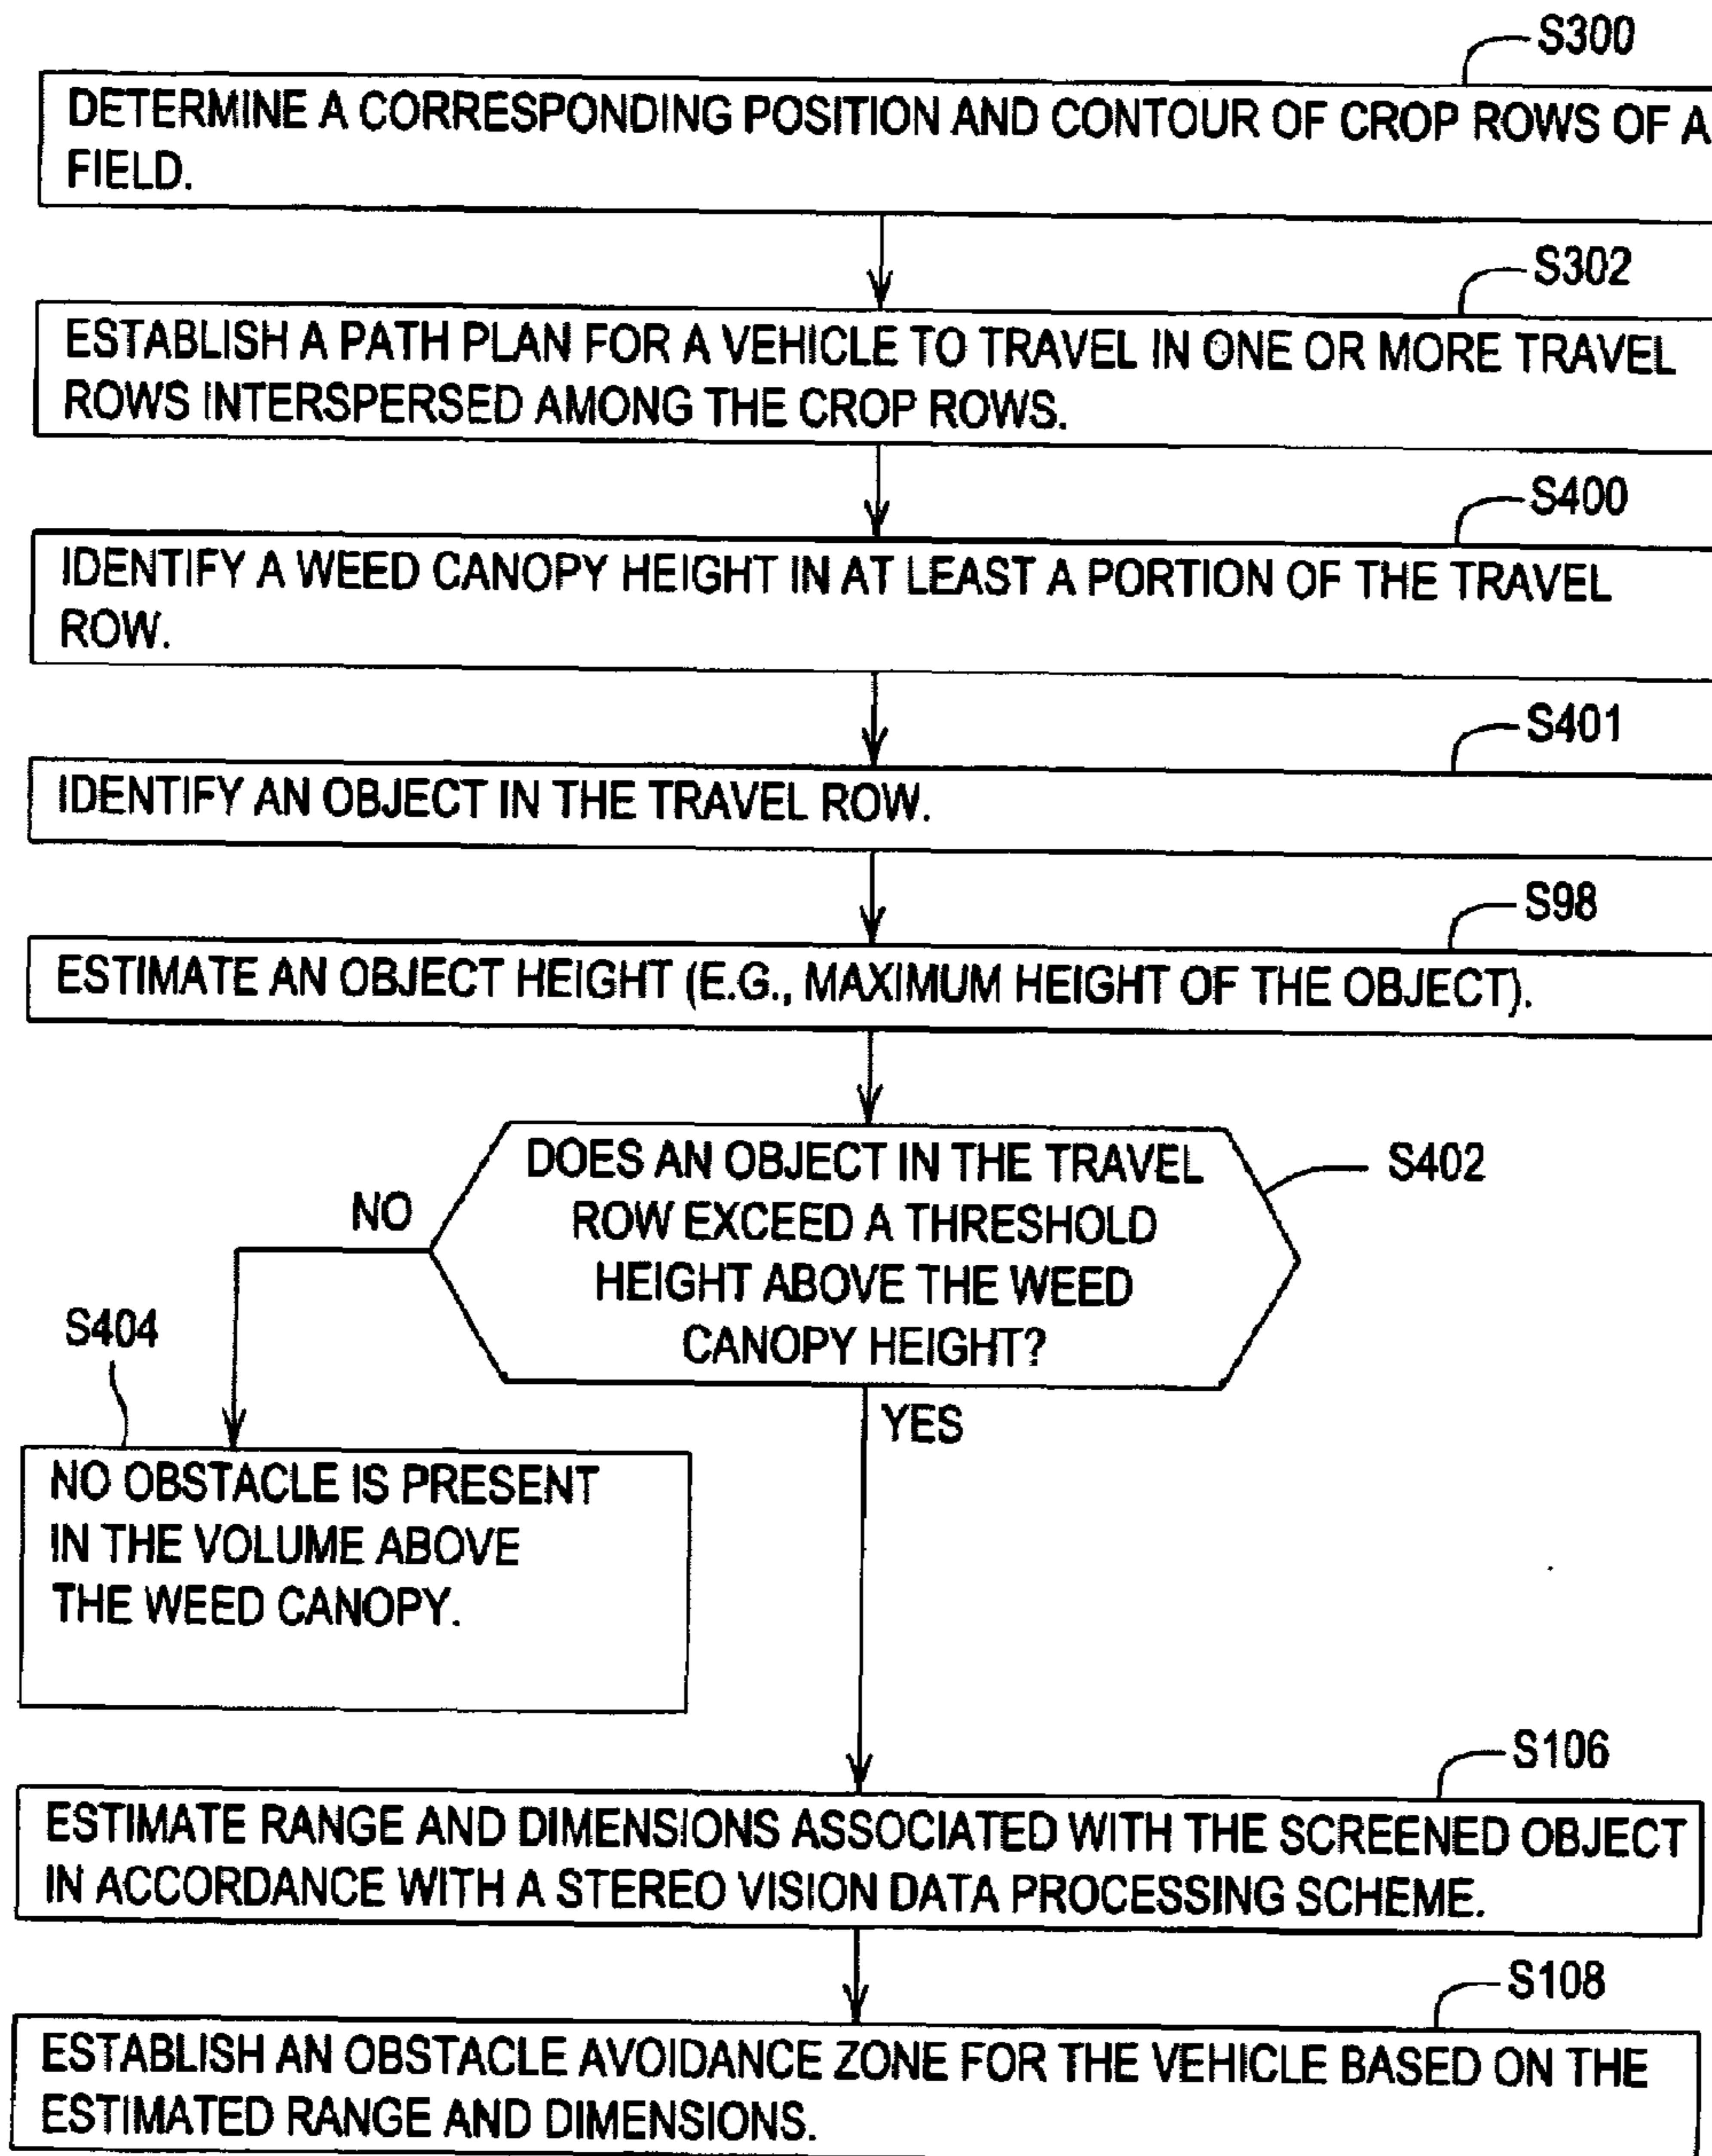 S300
DETERMINE A CORRESPONDING POSITION AND CONTOUR OF CROP ROWS OF A
FIELD.
S302
ESTABLISH A PATH PLAN FOR A VEHICLE TO TRAVEL IN ONE OR MORE TRAVEL
ROWS INTERSPERSED AMONG THE CROP ROWS.
S400
IDENTIFY A WEED CANOPY HEIGHT IN AT LEAST A PORTION OF THE TRAVEL
ROW.
S401
IDENTIFY AN OBJECT IN THE TRAVEL ROW.
S98
ESTIMATE AN OBJECT HEIGHT (E.G., MAXIMUM HEIGHT OF THE OBJECT).
DOES AN OBJECT IN THE TRAVEL
ROW EXCEED A THRESHOLD
HEIGHT ABOVE THE WEED
CANOPY HEIGHT?
S402
NO
S404
YES
NO OBSTACLE IS PRESENT
IN THE VOLUME ABOVE
THE WEED CANOPY.
S106
ESTIMATE RANGE AND DIMENSIONS ASSOCIATED WITH THE SCREENED OBJECT
IN ACCORDANCE WITH A STEREO VISION DATA PROCESSING SCHEME.
S108
ESTABLISH AN OBSTACLE AVOIDANCE ZONE FOR THE VEHICLE BASED ON THE
ESTIMATED RANGE AND DIMENSIONS.